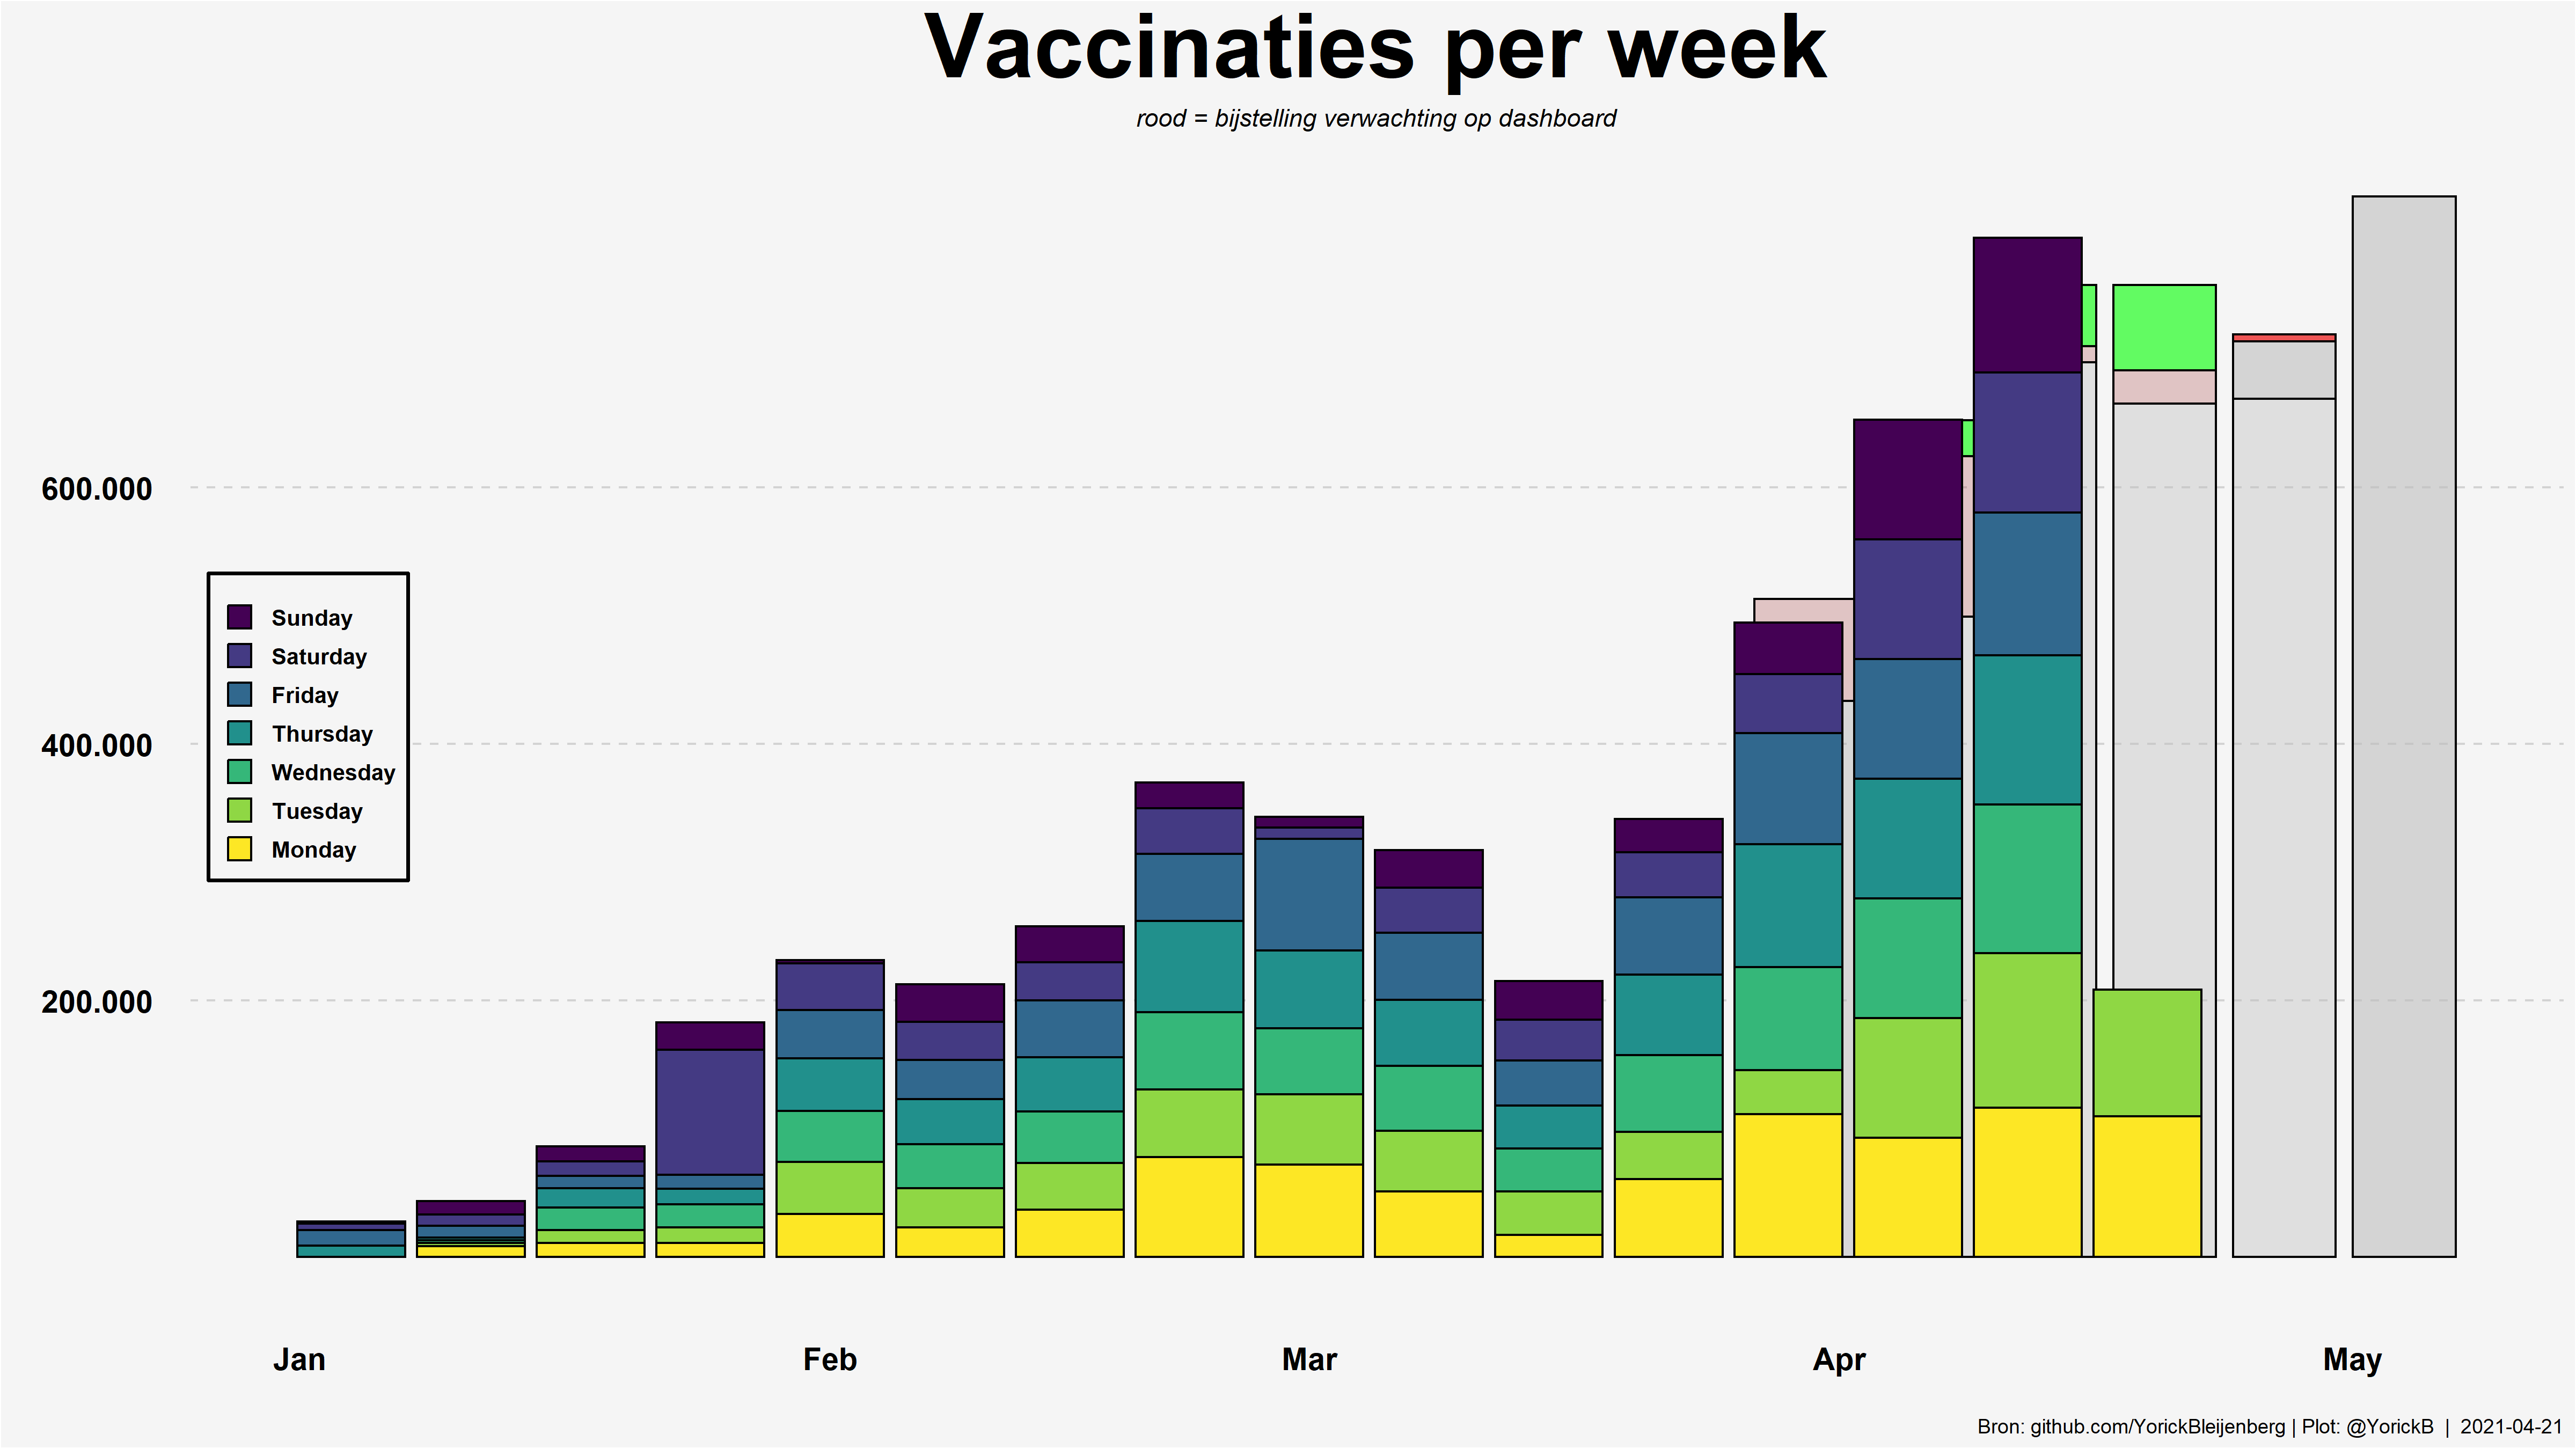 Vaccinaties per week
rood = bijstelling verwachting op dashboard
600.000
400.000
200.000
Sunday
Saturday
Friday
Thursday
Wednesday
Tuesday
Monday
Jan Feb Mar Apr May
Bron: github.com/YorickBleijenberg | Plot: @YorickB | 2021-04-21